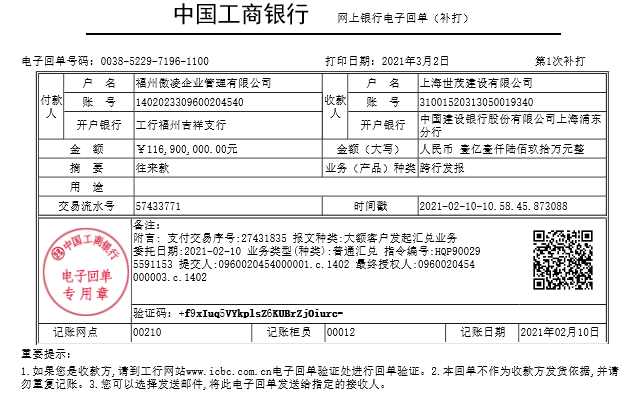 中国工商银行 网上银行电子回单（补打）
电子回单号码：0038-5229-7196-1100 打印日期：2021年3月2日 第1次补打
付款人 户 名 福州傲凌企业管理有限公司 收款人 户 名 上海世茂建设有限公司
账 号 1402023309600204540 账 号 31001520313050019340
开户银行 工行福州吉祥支行 开户银行 中国建设银行股份有限公司上海浦东
分行
金 额 ￥116,900,000.00元 金额（大写） 人民币 壹亿壹仟陆佰玖拾万元整
摘 要 往来款 业务（产品）种类 跨行发报
用 途
交易流水号 57433771 时间戳 2021-02-10-10.58.45.873088
中国工商银行
电子回单
专用章
备注：
附言: 支付交易序号:27431835 报文种类:大额客户发起汇兑业务
委托日期:2021-02-10 业务类型(种类):普通汇兑 指令编号:HQP90029
5591153 提交人:0960020454000001.c.1402 最终授权人:0960020454
000003.c.1402
验证码：+f9xIuq5VYkplsZ6KUBrZjOiurc=
记账网点 00210 记账柜员 00012 记账日期 2021年02月10日
重要提示：
1.如果您是收款方,请到工行网站www.icbc.com.cn电子回单验证处进行回单验证。2.本回单不作为收款方发货依据,并请
勿重复记账。3.您可以选择发送邮件,将此电子回单发送给指定的接收人。